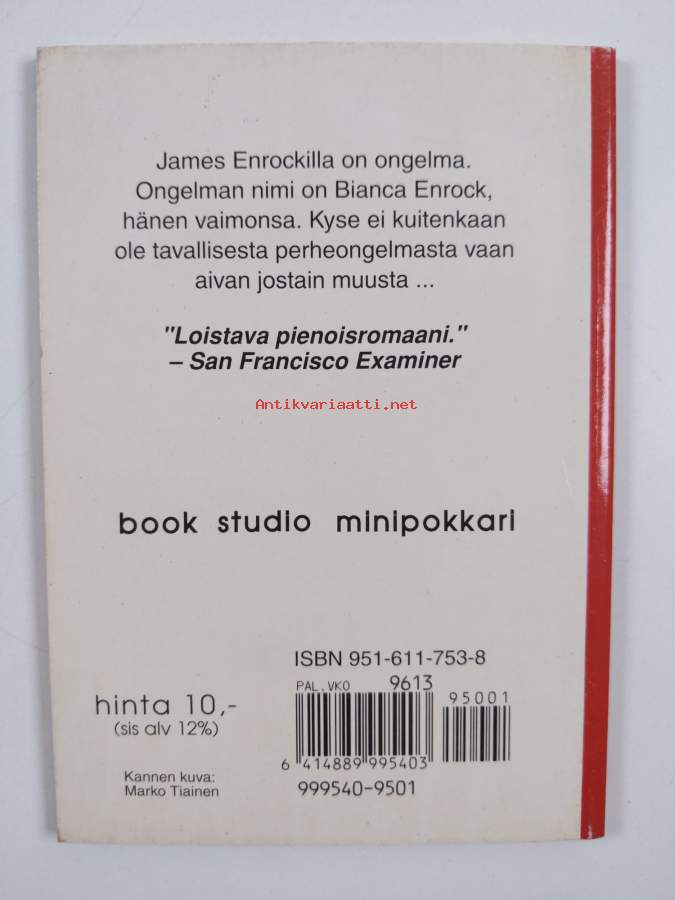 James Enrockilla on ongelma.
Ongelman nimi on Bianca Enrock,
hänen vaimonsa. Kyse ei kuitenkaan
ole tavallisesta perheongelmasta vaan
aivan jostain muusta ...
"Loistava pienoisromaani."
– San Francisco Examiner
Antikvariaatti.net
book studio minipokkari
ISBN 951-611-753-8
PAL.VKO 9613
95001
hinta 10,-
(sis alv 12%)
6 414889 995403
999540-9501
Kannen kuva:
Marko Tiainen